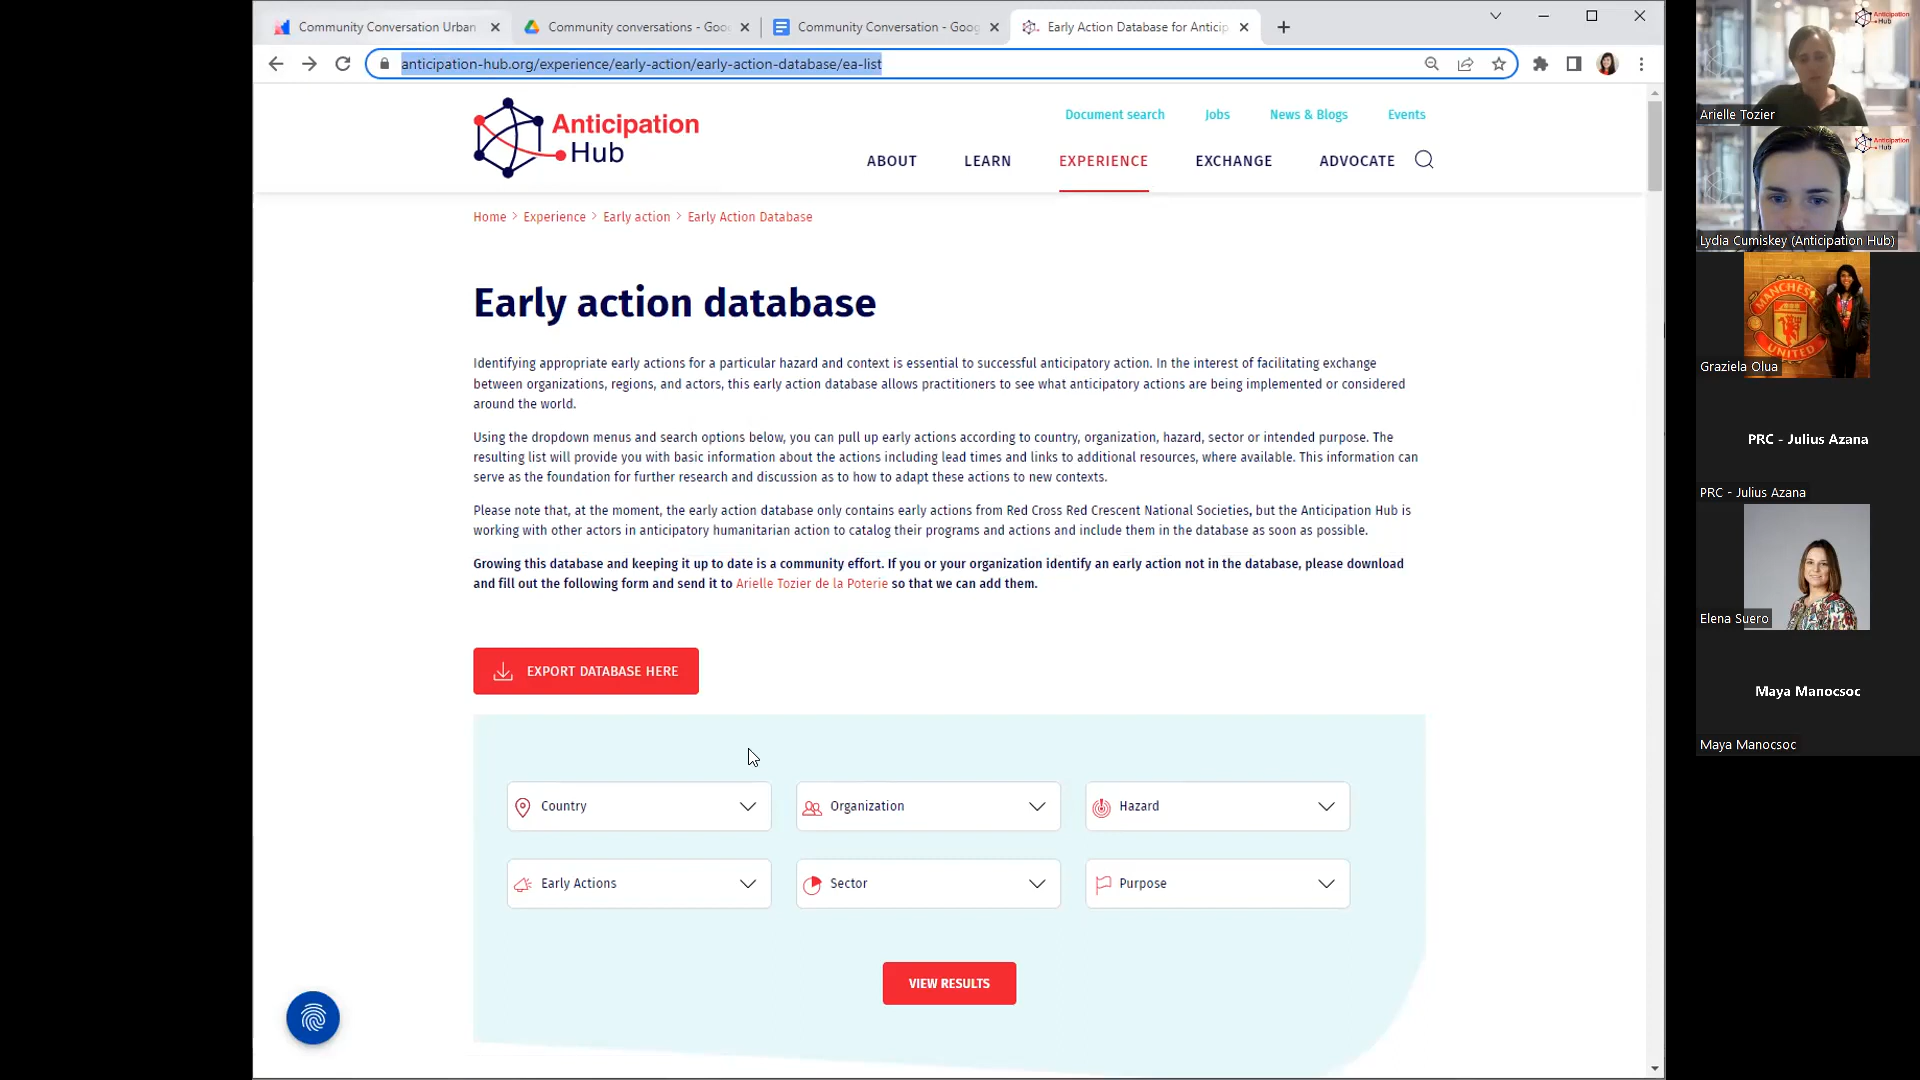 Community Conversation Urban
Community conversations - Goo
Community Conversation - Goog
Early Action Database for Anticip
anticipation-hub.org/experience/early-action/early-action-database/ea-list
Anticipation
Hub
Document search
Jobs
News & Blogs
Events
ABOUT
LEARN
EXPERIENCE
EXCHANGE
ADVOCATE
Home > Experience > Early action > Early Action Database
Early action database
Identifying appropriate early actions for a particular hazard and context is essential to successful anticipatory action. In the interest of facilitating exchange
between organizations, regions, and actors, this early action database allows practitioners to see what anticipatory actions are being implemented or considered
around the world.
Using the dropdown menus and search options below, you can pull up early actions according to country, organization, hazard, sector or intended purpose. The
resulting list will provide you with basic information about the actions including lead times and links to additional resources, where available. This information can
serve as the foundation for further research and discussion as to how to adapt these actions to new contexts.
Please note that, at the moment, the early action database only contains early actions from Red Cross Red Crescent National Societies, but the Anticipation Hub is
working with other actors in anticipatory humanitarian action to catalog their programs and actions and include them in the database as soon as possible.
Growing this database and keeping it up to date is a community effort. If you or your organization identify an early action not in the database, please download
and fill out the following form and send it to Arielle Tozier de la Poterie so that we can add them.
EXPORT DATABASE HERE
Country
Organization
Hazard
Early Actions
Sector
Purpose
VIEW RESULTS
Anticipation
Hub
Arielle Tozier
Anticipation
Hub
Lydia Cumiskey (Anticipation Hub)
MANCHESTER
UNITED
Graziela Olua
PRC - Julius Azana
PRC - Julius Azana
Elena Suero
Maya Manocsoc
Maya Manocsoc